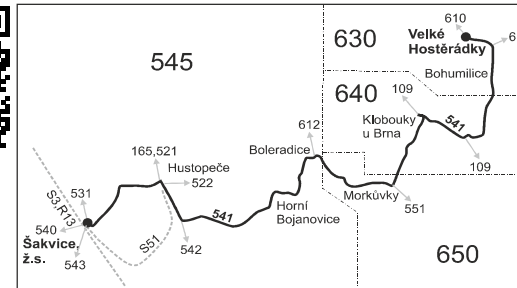 610
630
Velké
Hostěrádky
6
545
Bohumilice
640
109
Klobouky
u Brna
541
612
165,521
Boleradice
109
Hustopeče
522
531
S3,R13
Horní
Bojanovice
Morkůvky
551
541
540
Šakvice,
ž.s.
S51
542
543
650